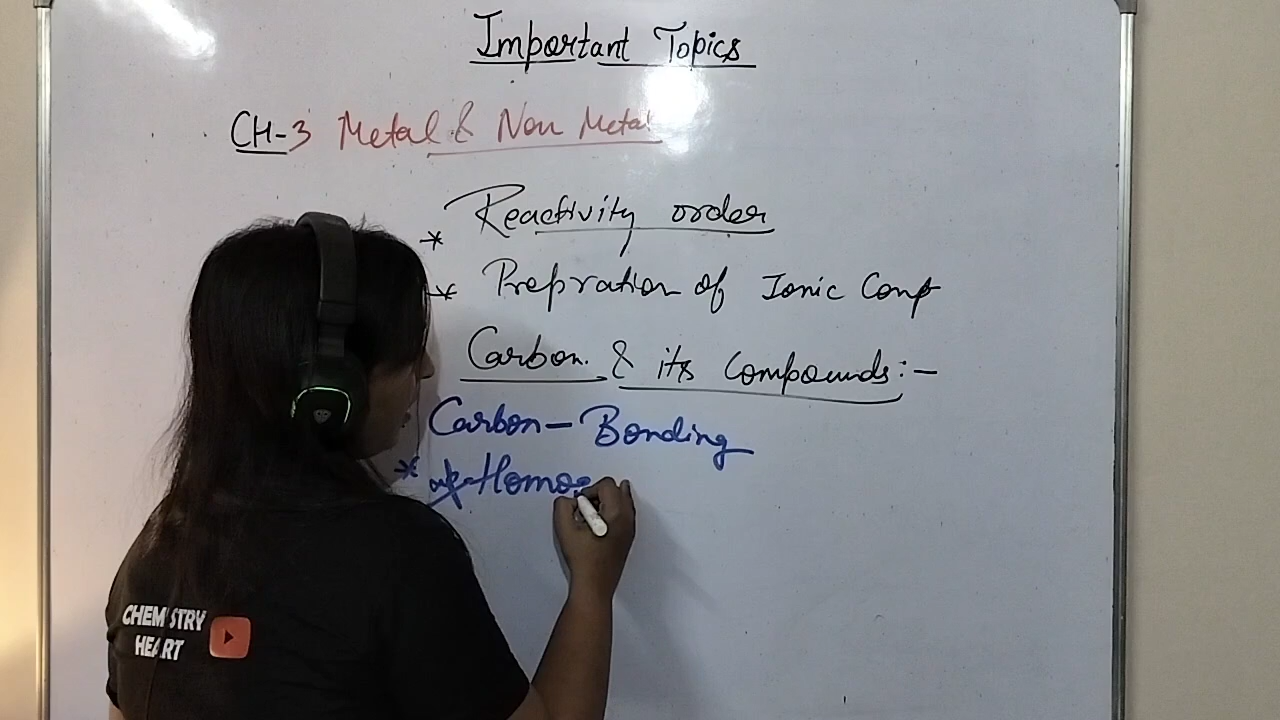 Important Topics
CH-3 Metal & Non Metal
* Reactivity order
* Prepration of Ionic Comp
Carbon. & its Compounds:-
Carbon - Bonding
* Homo
CHEMISTRY
HEART